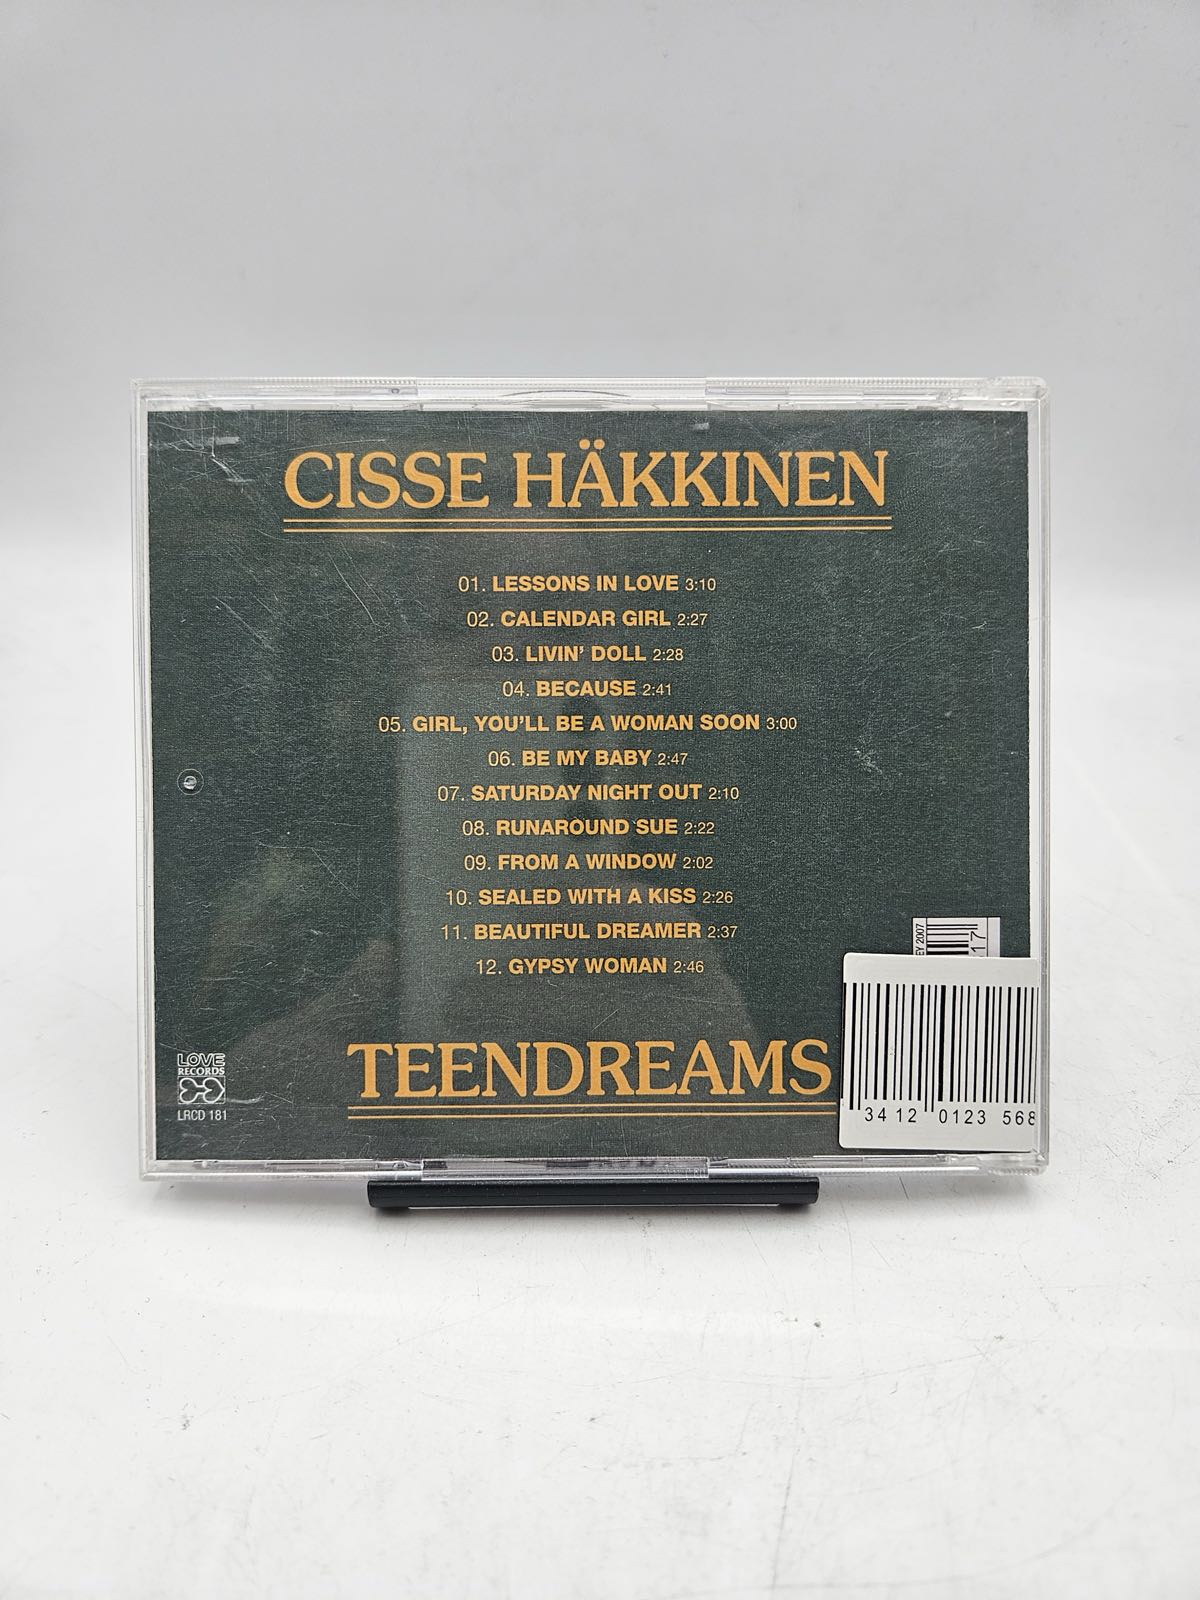 CISSE HÄKKINEN
01. LESSONS IN LOVE 3:10
02. CALENDAR GIRL 2:27
03. LIVIN' DOLL 2:28
04. BECAUSE 2:41
05. GIRL, YOU'LL BE A WOMAN SOON 3:00
06. BE MY BABY 2:47
07. SATURDAY NIGHT OUT 2:10
08. RUNAROUND SUE 2:22
09. FROM A WINDOW 2:02
10. SEALED WITH A KISS 2:26
11. BEAUTIFUL DREAMER 2:37
12. GYPSY WOMAN 2:46
EY 2007
17
LOVE
RECORDS
LRCD 181
TEENDREAMS
3412 0123 568